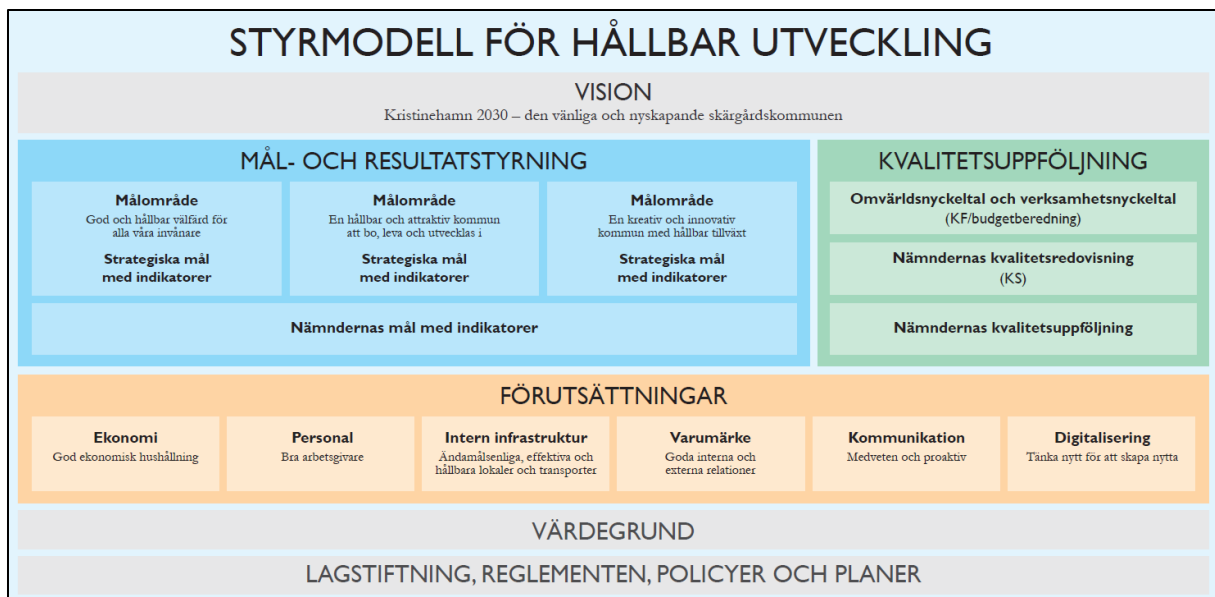 STYRMODELL FÖR HÅLLBAR UTVECKLING
VISION
Kristinehamn 2030 – den vänliga och nyskapande skärgårdskommunen
MÅL- OCH RESULTATSTYRNING
Målområde
God och hållbar välfärd för
alla våra invånare
Strategiska mål
med indikatorer
Målområde
En hållbar och attraktiv kommun
att bo, leva och utvecklas i
Strategiska mål
med indikatorer
Målområde
En kreativ och innovativ
kommun med hållbar tillväxt
Strategiska mål
med indikatorer
Nämndernas mål med indikatorer
KVALITETSUPPFÖLJNING
Omvärldsnyckeltal och verksamhetsnyckeltal
(KF/budgetberedning)
Nämndernas kvalitetsredovisning
(KS)
Nämndernas kvalitetsuppföljning
FÖRUTSÄTTNINGAR
Ekonomi
God ekonomisk hushållning
Personal
Bra arbetsgivare
Intern infrastruktur
Ändamålsenliga, effektiva och
hållbara lokaler och transporter
Varumärke
Goda interna och
externa relationer
Kommunikation
Medveten och proaktiv
Digitalisering
Tänka nytt för att skapa nytta
VÄRDEGRUND
LAGSTIFTNING, REGLEMENTEN, POLICYER OCH PLANER